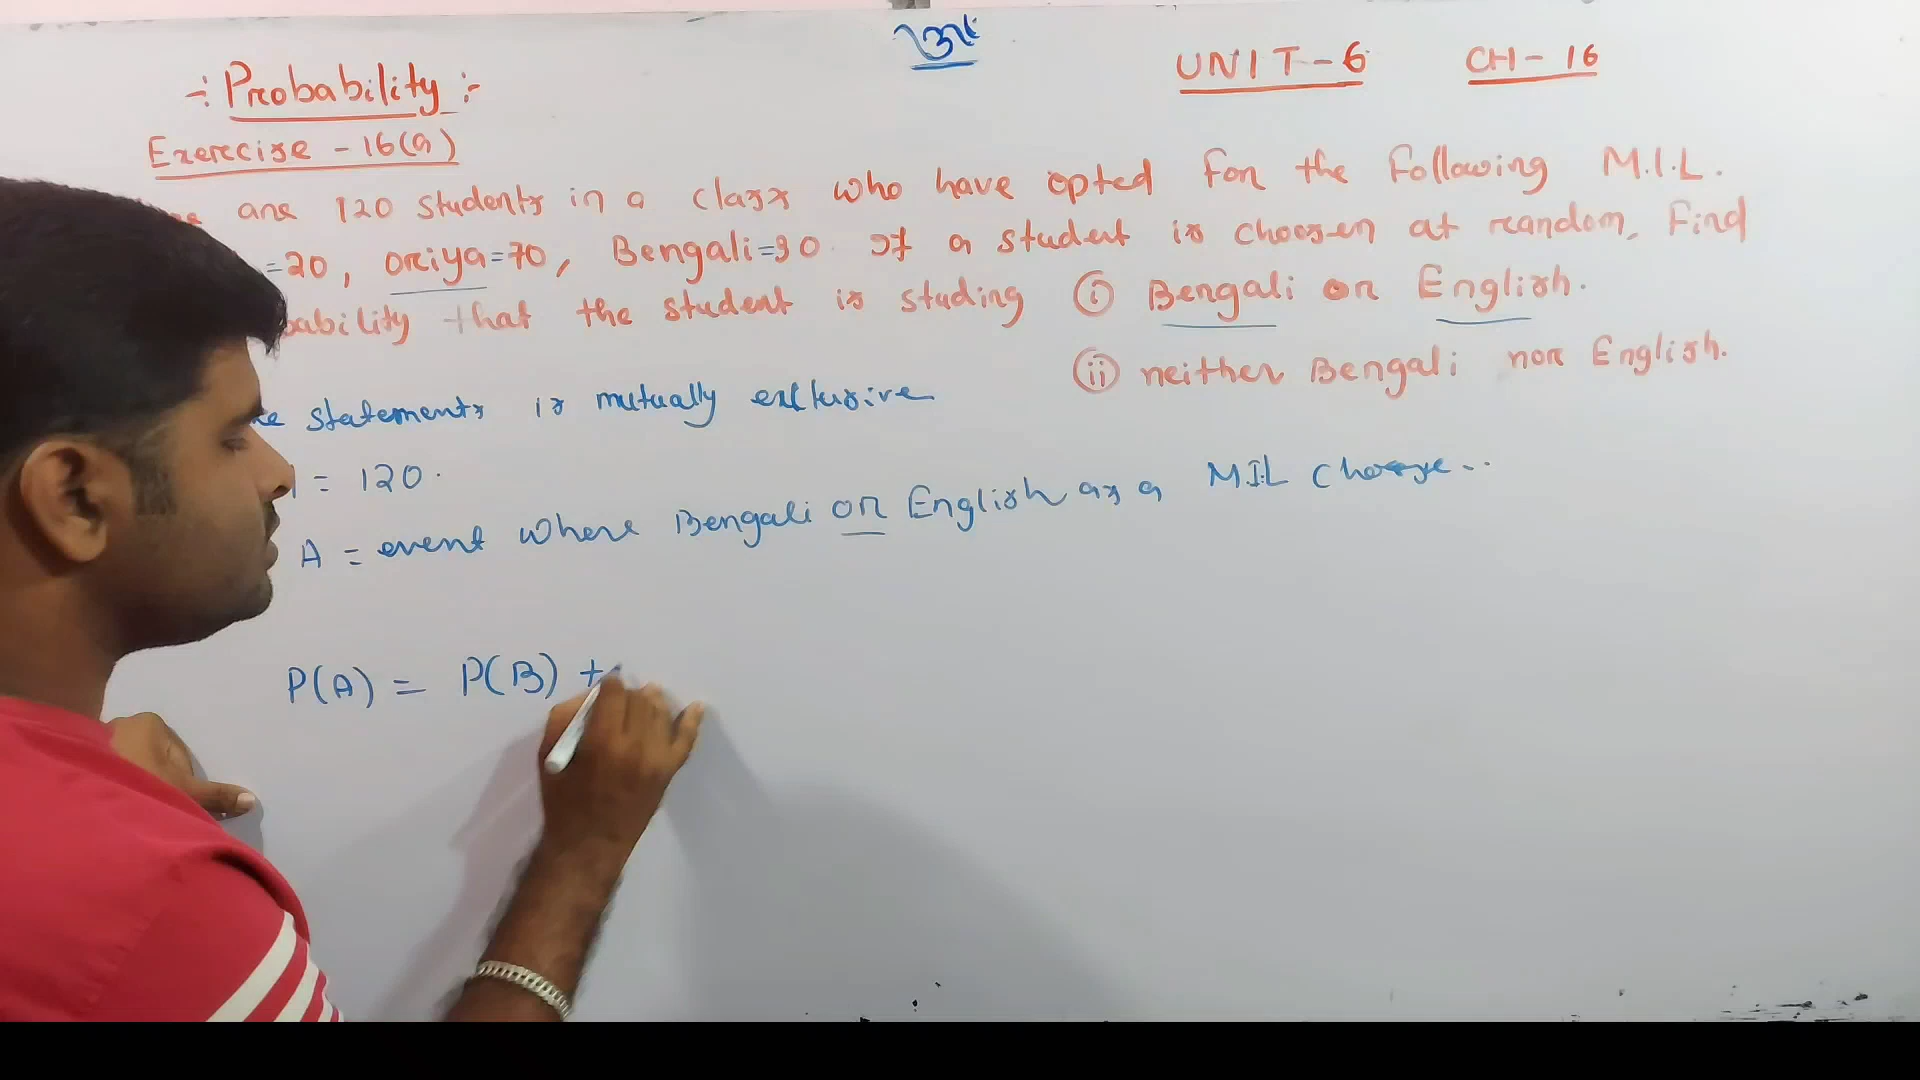 -: Probability :-
UNIT-6 CH-16
Exercise - 16(a)
are 120 students in a class who have opted for the following M.I.L.
=20, oriya=70, Bengali=30. If a student is choosen at random, Find
bability that the student is studing (i) Bengali or English.
(ii) neither Bengali nor English.
statements is mutually exclusive
= 120.
A = event where Bengali or English as a MIL
P(A) = P(B) +